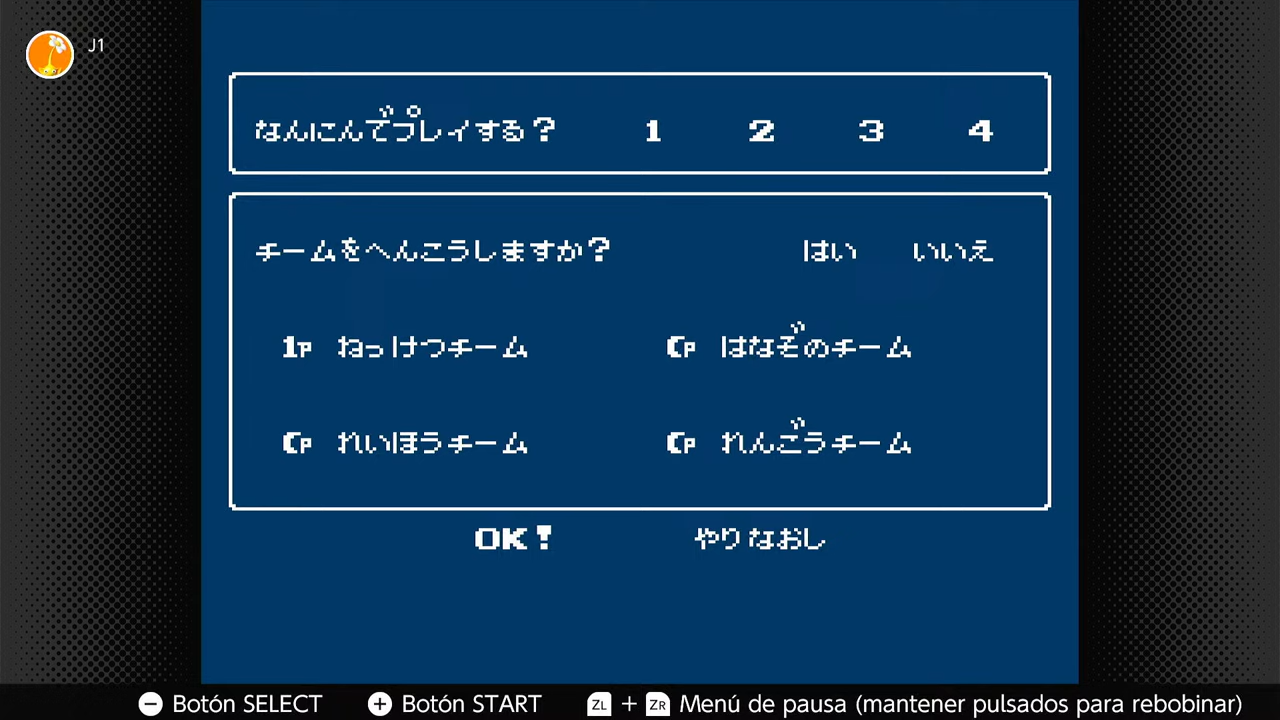 J1
なんにんでプレイする? 1 2 3 4
チームをへんこうしますか? はい いいえ
1P ねっけつチーム CP はなぞのチーム
CP れいほうチーム CP れんごうチーム
OK! やりなおし
Botón SELECT Botón START ZL + ZR Menú de pausa (mantener pulsados para rebobinar)